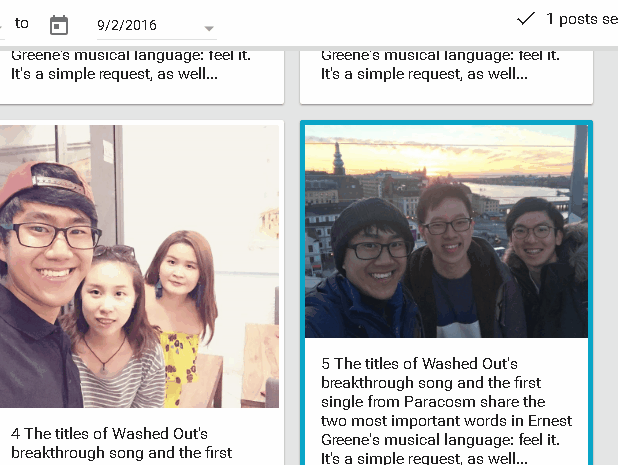 to 9/2/2016 1 posts se
Greene's musical language: feel it.
It's a simple request, as well...
Greene's musical language: feel it.
It's a simple request, as well...
4 The titles of Washed Out's
breakthrough song and the first
5 The titles of Washed Out's
breakthrough song and the first
single from Paracosm share the
two most important words in Ernest
Greene's musical language: feel it.
It's a simple request, as well...